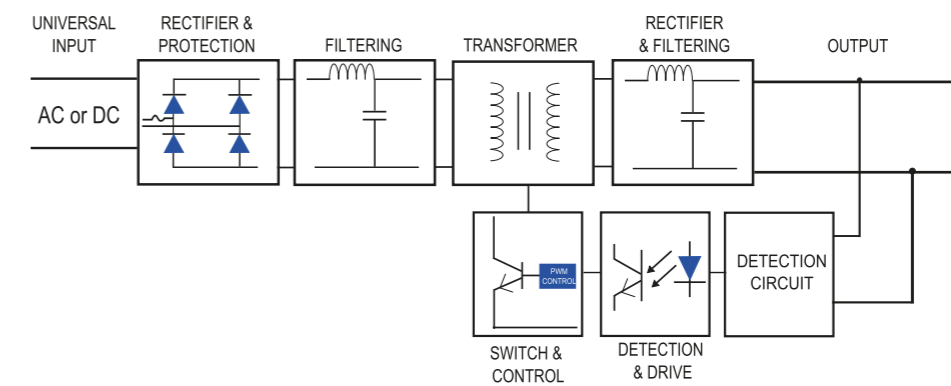 UNIVERSAL
INPUT
RECTIFIER &
PROTECTION
FILTERING
TRANSFORMER
RECTIFIER
& FILTERING
OUTPUT
AC or DC
PWM
CONTROL
DETECTION
CIRCUIT
SWITCH &
CONTROL
DETECTION
& DRIVE